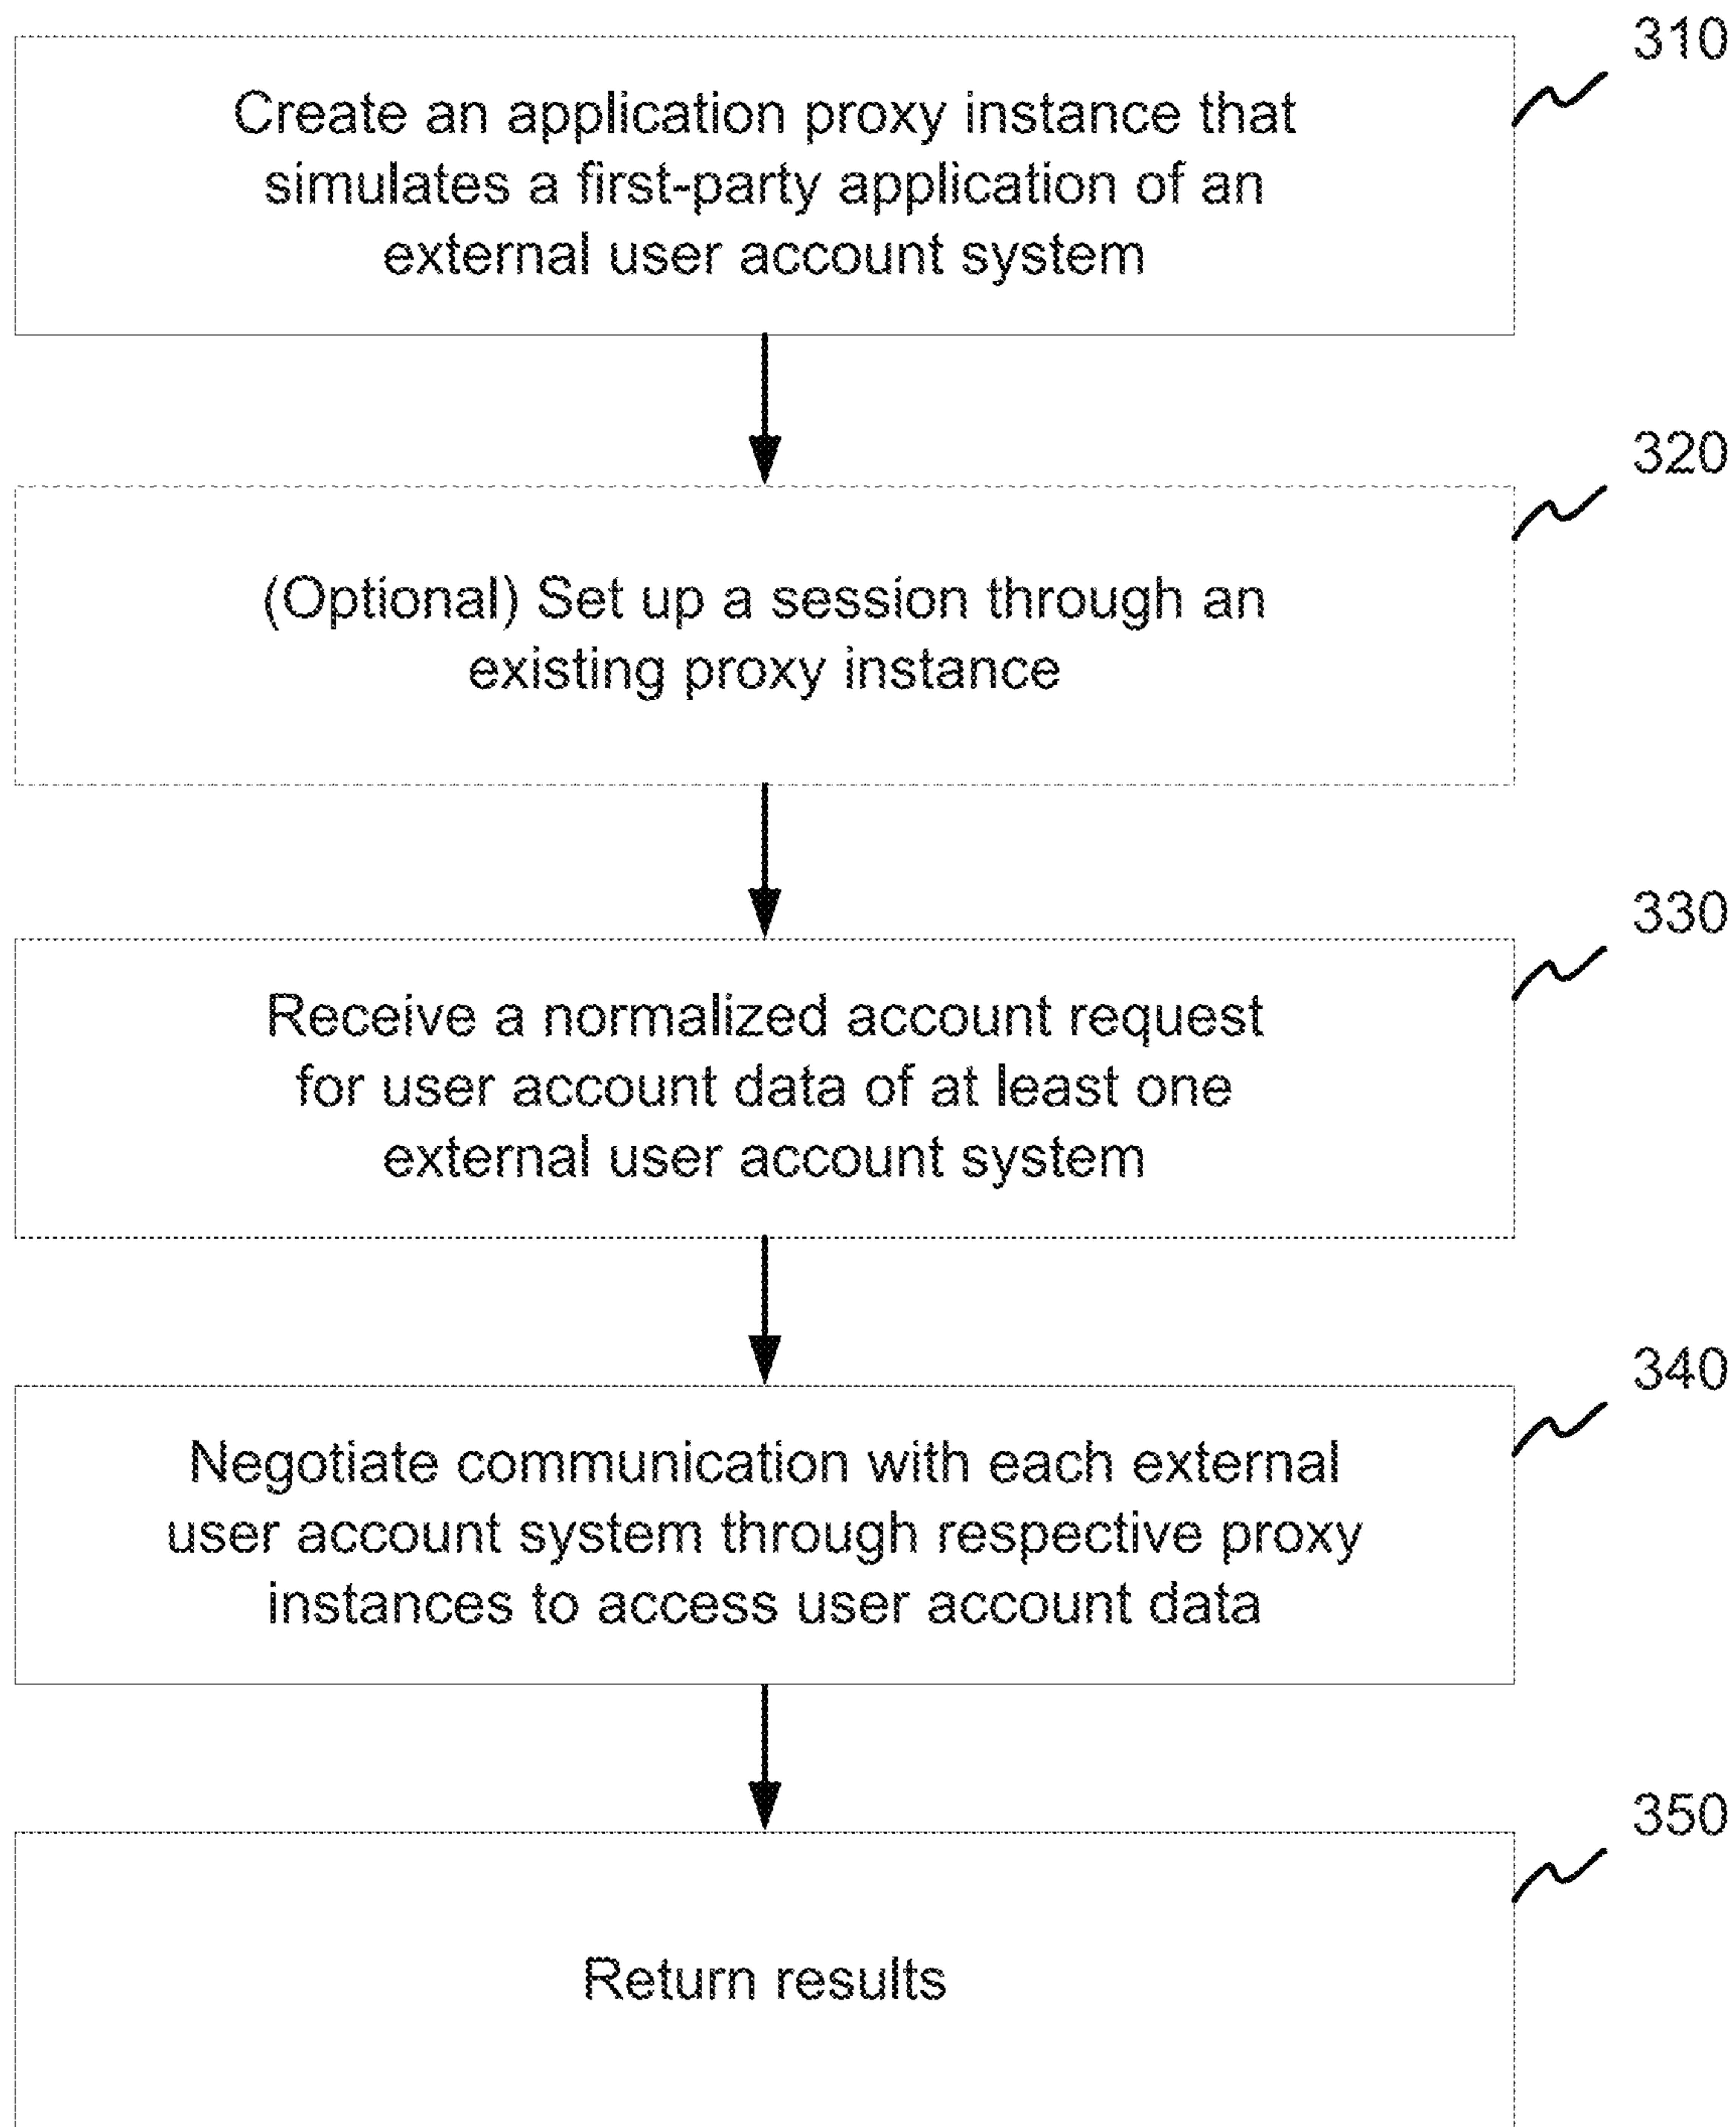 310
Create an application proxy instance that
simulates a first-party application of an
external user account system
320
(Optional) Set up a session through an
existing proxy instance
330
Receive a normalized account request
for user account data of at least one
external user account system
340
Negotiate communication with each external
user account system through respective proxy
instances to access user account data
350
Return results